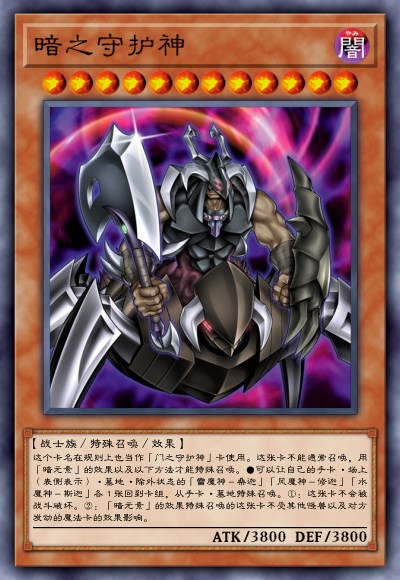 暗之守护神
やみ
闇
【战士族/特殊召唤/效果】
这个卡名在规则上也当作「门之守护神」卡使用。这张卡不能通常召唤,用
「暗元素」的效果以及以下方法才能特殊召唤。●可以让自己的手卡·场上
(表侧表示)·墓地·除外状态的「雷魔神-桑迦」「风魔神-修迦」「水
魔神-斯迦」各1张回到卡组,从手卡·墓地特殊召唤。①:这张卡不会被
战斗破坏。②:「暗元素」的效果特殊召唤的这张卡不受其他怪兽以及对方
发动的魔法卡的效果影响。
ATK/3800 DEF/3800